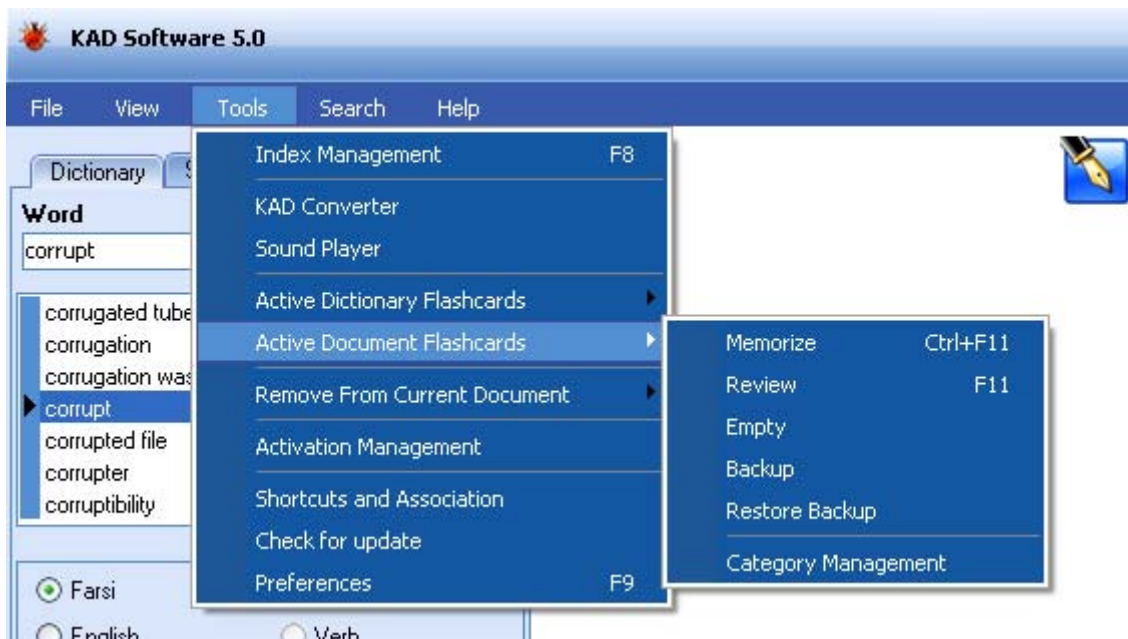 KAD Software 5.0
File View Tools Search Help
Dictionary
Word
corrupt
corrugated tube
corrugation
corrugation was
corrupt
corrupted file
corrupter
corruptibility
Farsi
English Verb
Index Management F8
KAD Converter
Sound Player
Active Dictionary Flashcards
Active Document Flashcards
Remove From Current Document
Activation Management
Shortcuts and Association
Check for update
Preferences F9
Memorize Ctrl+F11
Review F11
Empty
Backup
Restore Backup
Category Management